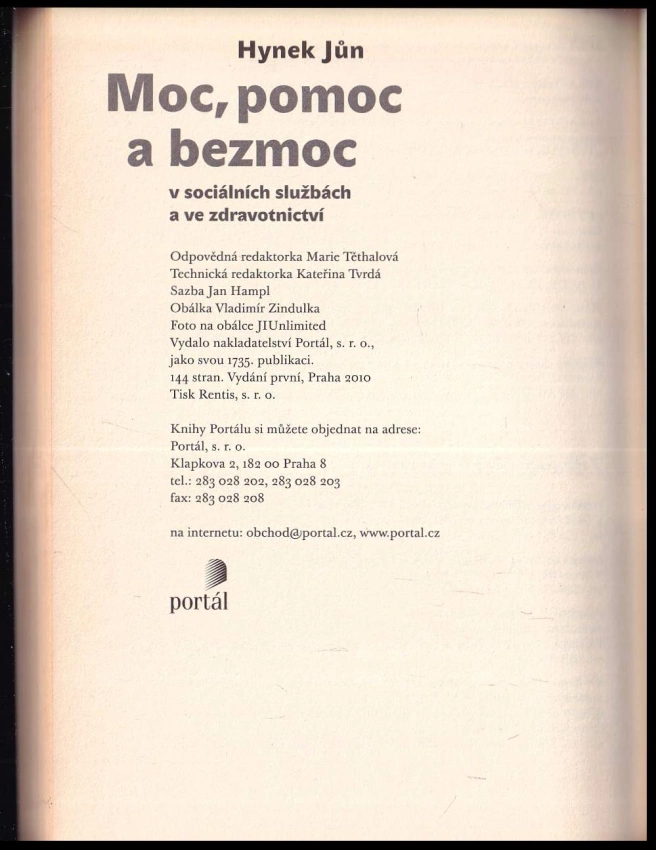 Hynek Jůn
Moc, pomoc
a bezmoc
v sociálních službách
a ve zdravotnictví
Odpovědná redaktorka Marie Těthalová
Technická redaktorka Kateřina Tvrdá
Sazba Jan Hampl
Obálka Vladimír Zindulka
Foto na obálce JIUnlimited
Vydalo nakladatelství Portál, s. r. o.,
jako svou 1735. publikaci.
144 stran. Vydání první, Praha 2010
Tisk Rentis, s. r. o.
Knihy Portálu si můžete objednat na adrese:
Portál, s. r. o.
Klapkova 2, 182 00 Praha 8
tel.: 283 028 202, 283 028 203
fax: 283 028 208
na internetu: obchod@portal.cz, www.portal.cz
portál